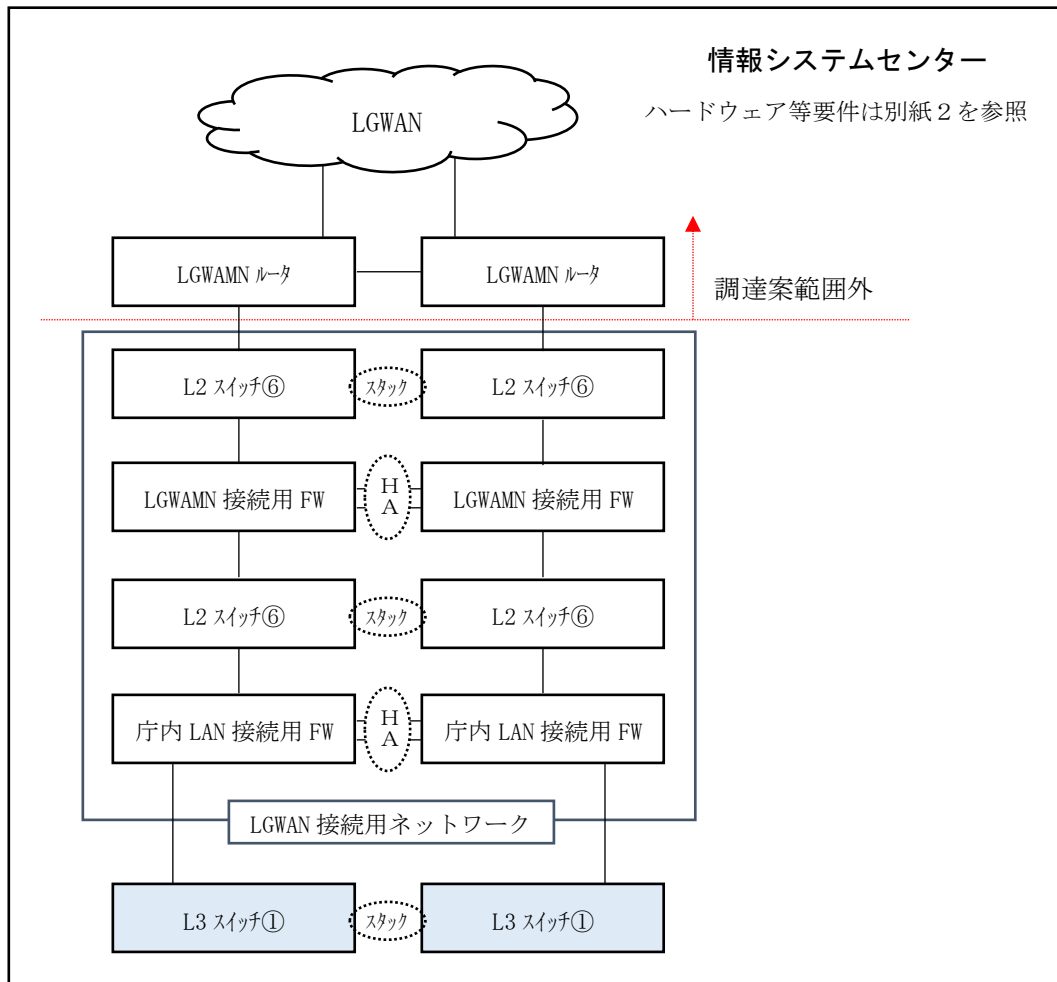 情報システムセンター
ハードウェア等要件は別紙２を参照
LGWAN
LGWAMN ﾙｰﾀ
LGWAMN ﾙｰﾀ
調達案範囲外
L2 ｽｲｯﾁ⑥
ｽﾀｯｸ
L2 ｽｲｯﾁ⑥
LGWAMN 接続用 FW
H
A
LGWAMN 接続用 FW
L2 ｽｲｯﾁ⑥
ｽﾀｯｸ
L2 ｽｲｯﾁ⑥
庁内 LAN 接続用 FW
H
A
庁内 LAN 接続用 FW
LGWAN 接続用ネットワーク
L3 ｽｲｯﾁ①
ｽﾀｯｸ
L3 ｽｲｯﾁ①